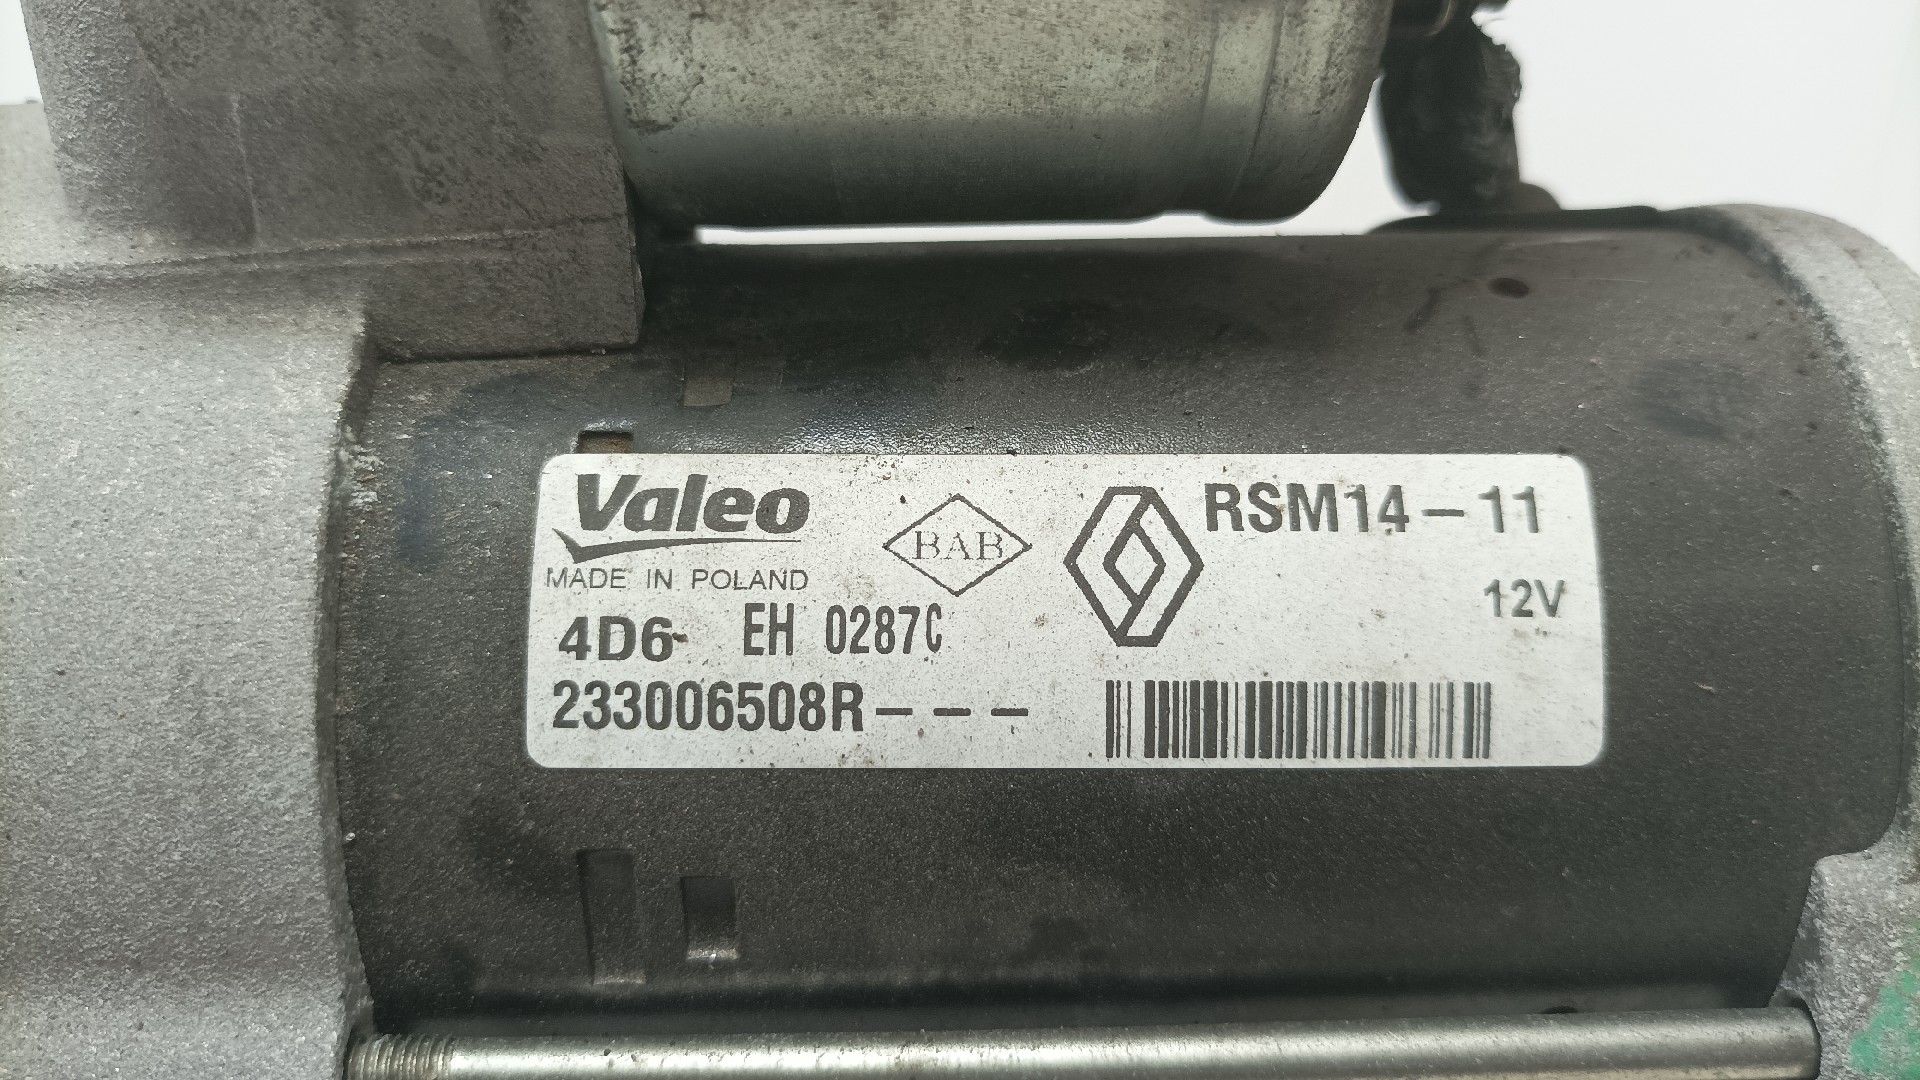 Valeo
MADE IN POLAND
BAB
RSM14-11
12V
4D6 EH 0287C
233006508R---